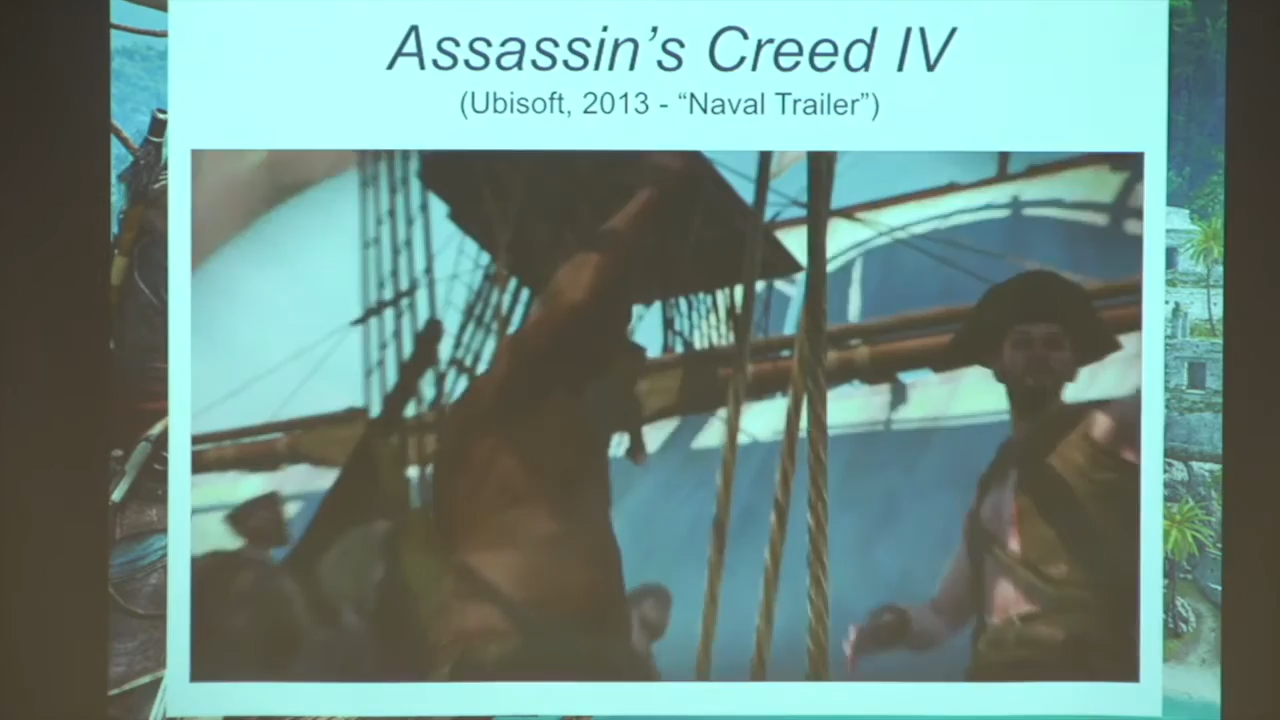 Assassin's Creed IV
(Ubisoft, 2013 - “Naval Trailer”)